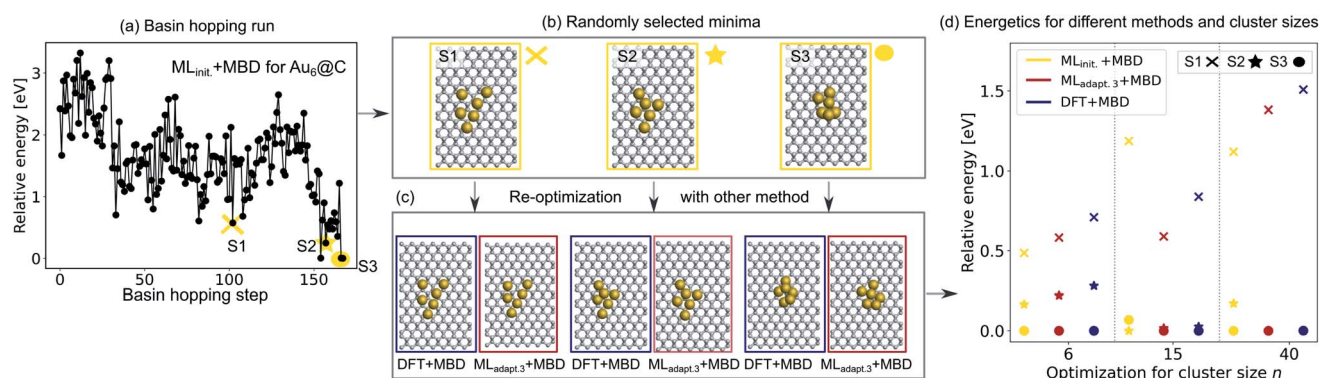 (a) Basin hopping run
ML_init.+MBD for Au₆@C
Relative energy [eV]
3
2
1
0
S1
S2
S3
0
50
100
150
Basin hopping step
(b) Randomly selected minima
S1
S2
S3
Re-optimization
with other method
(c)
DFT+MBD
ML_adapt.3+MBD
DFT+MBD
ML_adapt.3+MBD
DFT+MBD
ML_adapt.3+MBD
(d) Energetics for different methods and cluster sizes
ML_init. +MBD
ML_adapt. 3+MBD
DFT+MBD
S1 S2 S3
Relative energy [eV]
1.5
1.0
0.5
0.0
6
15
40
Optimization for cluster size n